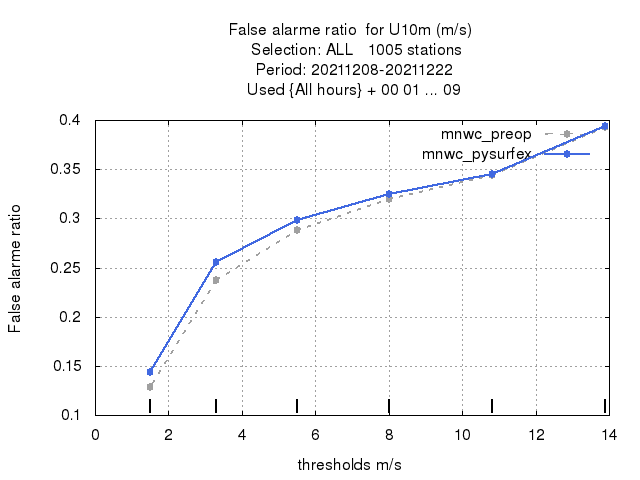 False alarme ratio  for U10m (m/s)
Selection: ALL   1005 stations
Period: 20211208-20211222
Used {All hours} + 00 01 ... 09
0.4
0.35
0.3
0.25
0.2
0.15
0.1
False alarme ratio
mnwc_preop
mnwc_pysurfex
0 2 4 6 8 10 12 14
thresholds m/s